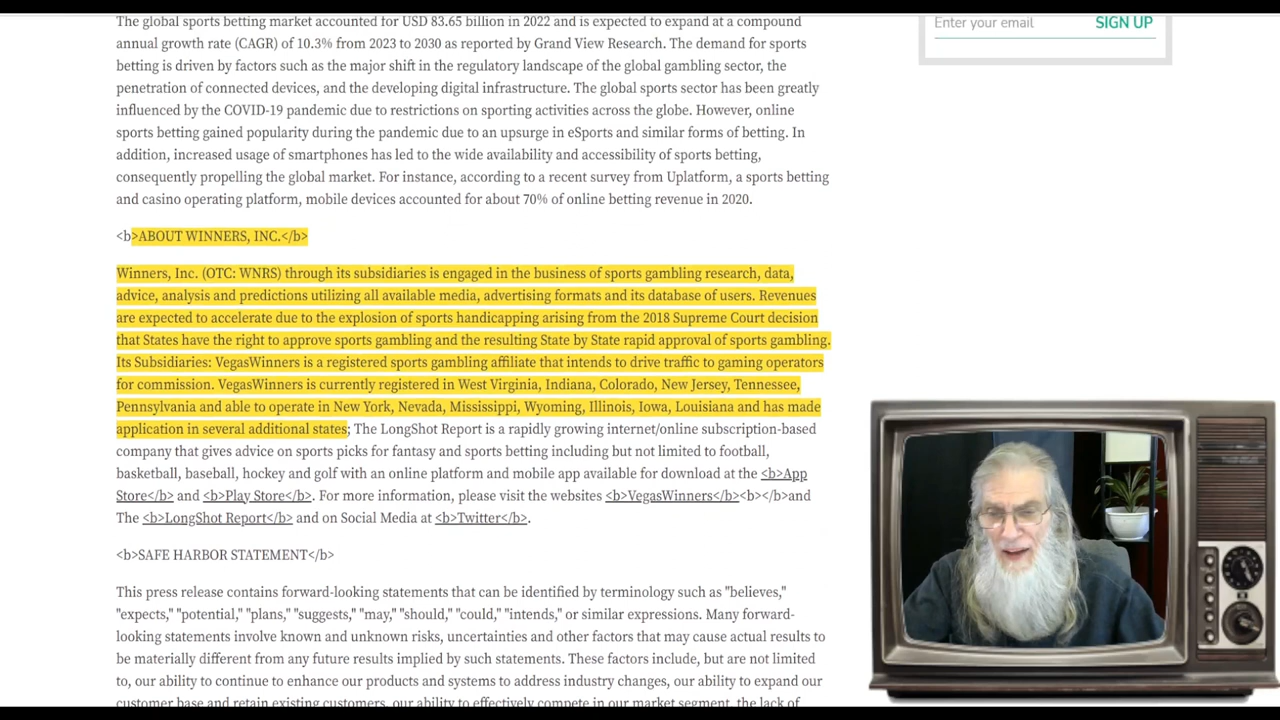 The global sports betting market accounted for USD 83.65 billion in 2022 and is expected to expand at a compound
annual growth rate (CAGR) of 10.3% from 2023 to 2030 as reported by Grand View Research. The demand for sports
betting is driven by factors such as the major shift in the regulatory landscape of the global gambling sector, the
penetration of connected devices, and the developing digital infrastructure. The global sports sector has been greatly
influenced by the COVID-19 pandemic due to restrictions on sporting activities across the globe. However, online
sports betting gained popularity during the pandemic due to an upsurge in eSports and similar forms of betting. In
addition, increased usage of smartphones has led to the wide availability and accessibility of sports betting,
consequently propelling the global market. For instance, according to a recent survey from Uplatform, a sports betting
and casino operating platform, mobile devices accounted for about 70% of online betting revenue in 2020.
<b>ABOUT WINNERS, INC.</b>
Winners, Inc. (OTC: WNRS) through its subsidiaries is engaged in the business of sports gambling research, data,
advice, analysis and predictions utilizing all available media, advertising formats and its database of users. Revenues
are expected to accelerate due to the explosion of sports handicapping arising from the 2018 Supreme Court decision
that States have the right to approve sports gambling and the resulting State by State rapid approval of sports gambling.
Its Subsidiaries: VegasWinners is a registered sports gambling affiliate that intends to drive traffic to gaming operators
for commission. VegasWinners is currently registered in West Virginia, Indiana, Colorado, New Jersey, Tennessee,
Pennsylvania and able to operate in New York, Nevada, Mississippi, Wyoming, Illinois, Iowa, Louisiana and has made
application in several additional states; The LongShot Report is a rapidly growing internet/online subscription-based
company that gives advice on sports picks for fantasy and sports betting including but not limited to football,
basketball, baseball, hockey and golf with an online platform and mobile app available for download at the <b>App
Store</b> and <b>Play Store</b>. For more information, please visit the websites <b>VegasWinners</b><b></b>and
The <b>LongShot Report</b> and on Social Media at <b>Twitter</b>.
<b>SAFE HARBOR STATEMENT</b>
This press release contains forward-looking statements that can be identified by terminology such as "believes,"
"expects," "potential," "plans," "suggests," "may," "should," "could," "intends," or similar expressions. Many forward-
looking statements involve known and unknown risks, uncertainties and other factors that may cause actual results to
be materially different from any future results implied by such statements. These factors include, but are not limited
to, our ability to continue to enhance our products and systems to address industry changes, our ability to expand our
customer base and retain existing customers, our ability to effectively compete in our market segment, the lack of
Enter your email SIGN UP